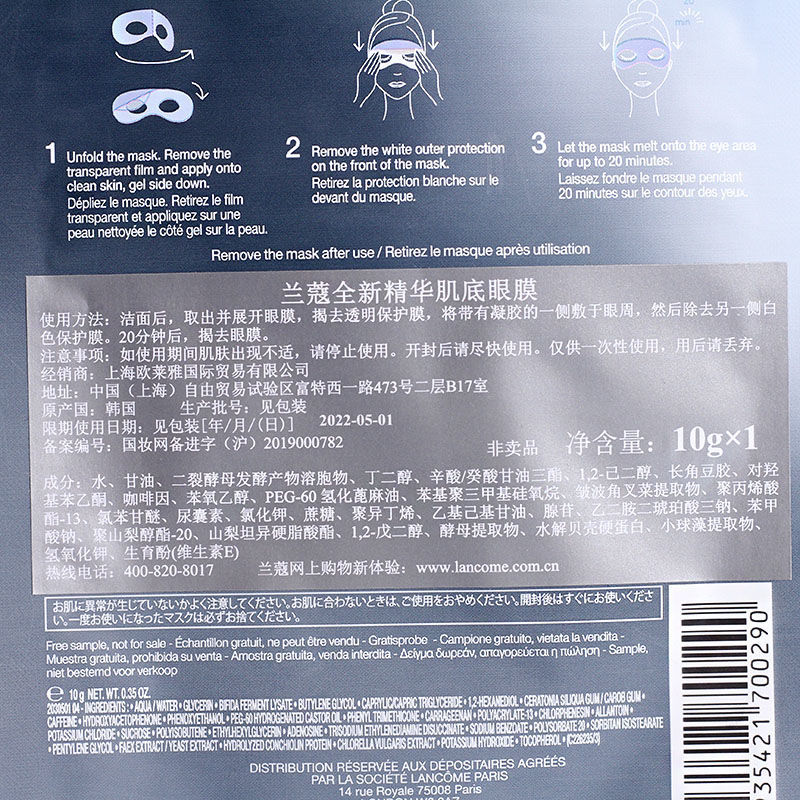 20
min
1 Unfold the mask. Remove the
transparent film and apply onto
clean skin, gel side down.
Dépliez le masque. Retirez le film
transparent et appliquez sur une
peau nettoyée le côté gel sur la peau.
2 Remove the white outer protection
on the front of the mask.
Retirez la protection blanche sur le
devant du masque.
3 Let the mask melt onto the eye area
for up to 20 minutes.
Laissez fondre le masque pendant
20 minutes sur le contour des yeux.
Remove the mask after use / Retirez le masque après utilisation
兰蔻全新精华肌底眼膜
使用方法：洁面后，取出并展开眼膜，揭去透明保护膜，将带有凝胶的一侧敷于眼周，然后除去另一侧白
色保护膜。20分钟后，揭去眼膜。
注意事项：如使用期间肌肤出现不适，请停止使用。开封后请尽快使用。仅供一次性使用，用后请丢弃。
经销商：上海欧莱雅国际贸易有限公司
地址：中国（上海）自由贸易试验区富特西一路473号二层B17室
原产国：韩国 生产批号：见包装
限期使用日期：见包装[年/月/(日)] 2022-05-01
备案编号：国妆网备进字（沪）2019000782
非卖品 净含量：10g×1
成分：水、甘油、二裂酵母发酵产物溶胞物、丁二醇、辛酸/癸酸甘油三酯、1,2-己二醇、长角豆胶、对羟
基苯乙酮、咖啡因、苯氧乙醇、PEG-60 氢化蓖麻油、苯基聚三甲基硅氧烷、皱波角叉菜提取物、聚丙烯酸
酯-13、氯苯甘醚、尿囊素、氯化钾、蔗糖、聚异丁烯、乙基己基甘油、腺苷、乙二胺二琥珀酸三钠、苯甲
酸钠、聚山梨醇酯-20、山梨坦异硬脂酸酯、1,2-戊二醇、酵母提取物、水解贝壳硬蛋白、小球藻提取物、
氢氧化钾、生育酚(维生素E)
热线电话：400-820-8017 兰蔻网上购物新体验：www.lancome.com.cn
お肌に異常が生じていないかよく注意してください。お肌に合わないときは、ご使用をおやめください。開封後はすぐにお使いくださ
い。一度お使いになったマスクは必ずお捨てください。
Free sample, not for sale - Échantillon gratuit, ne peut être vendu - Gratisprobe - Campione gratuito, vietata la vendita -
Muestra gratuita, prohibida su venta - Amostra gratuita, venda interdita - Δείγμα δωρεάν, απαγορεύεται η πώληση - Sample,
niet bestemd voor verkoop
℮ 10 g NET WT. 0.35 OZ.
2039501 04 - INGREDIENTS: • AQUA / WATER • GLYCERIN • BIFIDA FERMENT LYSATE • BUTYLENE GLYCOL • CAPRYLIC/CAPRIC TRIGLYCERIDE • 1,2-HEXANEDIOL • CERATONIA SILIQUA GUM / CAROB GUM •
CAFFEINE • HYDROXYACETOPHENONE • PHENOXYETHANOL • PEG-60 HYDROGENATED CASTOR OIL • PHENYL TRIMETHICONE • CARRAGEENAN • POLYACRYLATE-13 • CHLORPHENESIN • ALLANTOIN •
POTASSIUM CHLORIDE • SUCROSE • POLYISOBUTENE • ETHYLHEXYLGLYCERIN • ADENOSINE • TRISODIUM ETHYLENEDIAMINE DISUCCINATE • SODIUM BENZOATE • POLYSORBATE 20 • SORBITAN ISOSTEARATE
• PENTYLENE GLYCOL • FAEX EXTRACT / YEAST EXTRACT • HYDROLYZED CONCHIOLIN PROTEIN • CHLORELLA VULGARIS EXTRACT • POTASSIUM HYDROXIDE • TOCOPHEROL • (C226235/3)
DISTRIBUTION RÉSERVÉE AUX DÉPOSITAIRES AGRÉÉS
PAR LA SOCIÉTÉ LANCÔME PARIS
14 rue Royale 75008 Paris
35421 700290